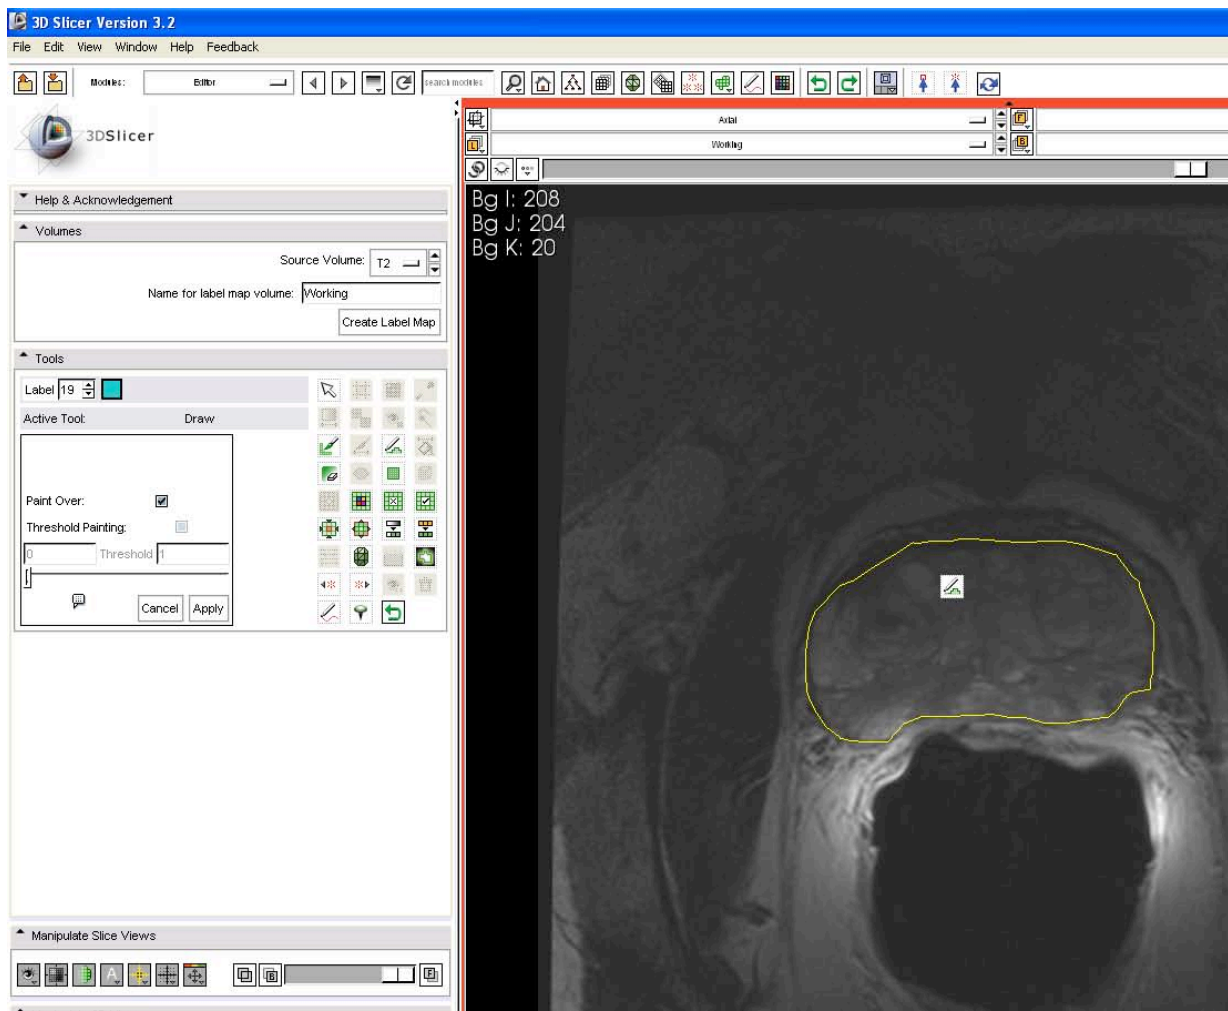 3D Slicer Version 3.2
File Edit View Window Help Feedback
Modules: Editor search modules
3DSlicer
Axial
Working
Help & Acknowledgement
Bg I: 208
Bg J: 204
Bg K: 20
Volumes
Source Volume: T2
Name for label map volume: Working
Create Label Map
Tools
Label 19
Active Tool: Draw
Paint Over:
Threshold Painting:
0 Threshold 1
Cancel Apply
Manipulate Slice Views